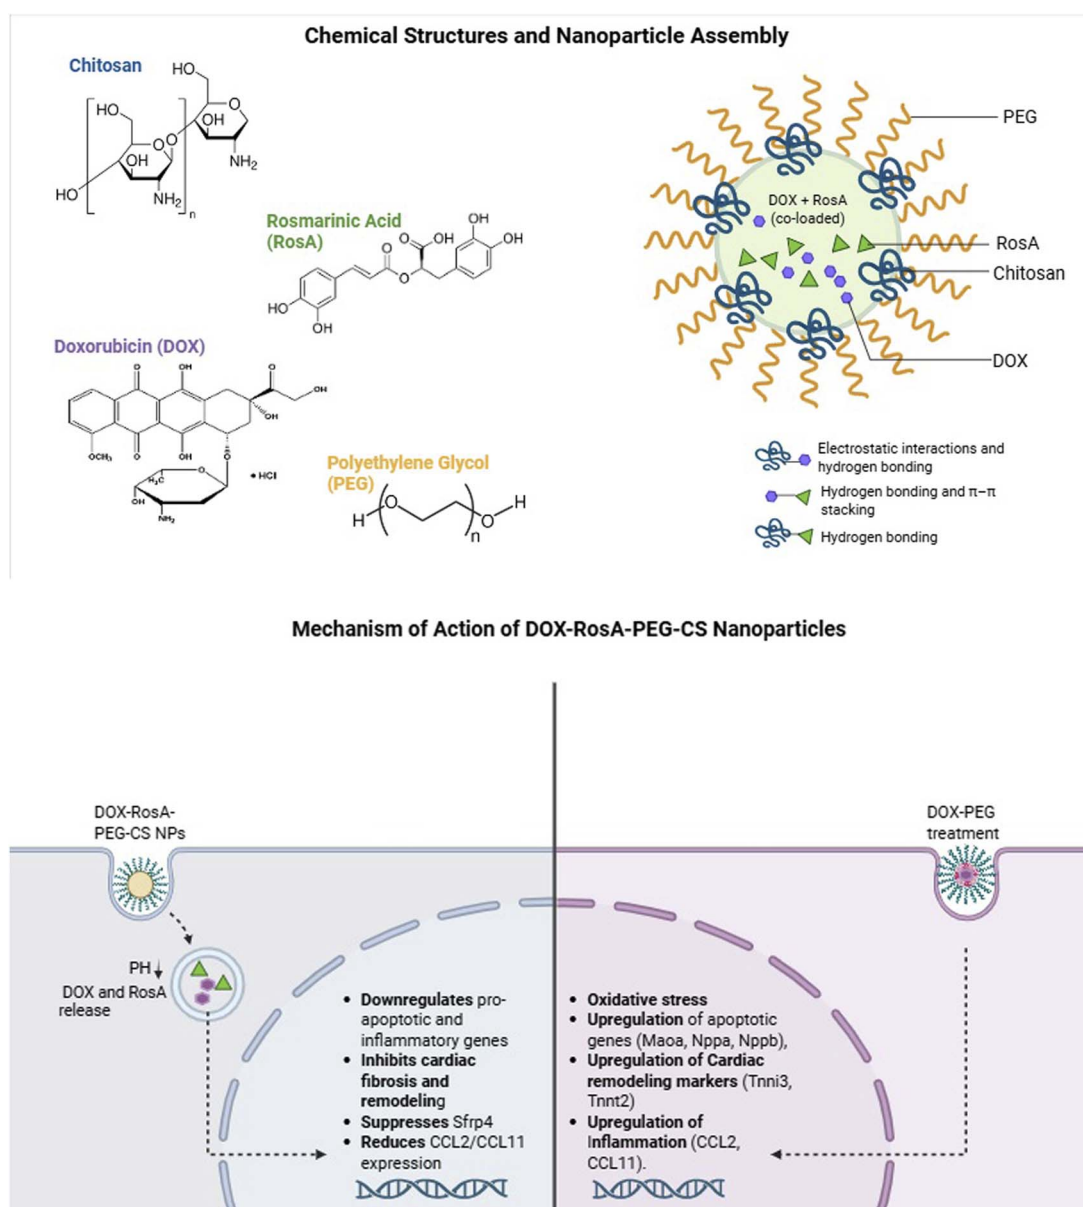 Chemical Structures and Nanoparticle Assembly
Chitosan
HO
HO
O
OH
NH2
HO
O
OH
O
HO
NH2
n
Rosmarinic Acid
(RosA)
O
OH
O
O
OH
OH
HO
OH
Doxorubicin (DOX)
O
OH
O
OH
OH
OCH3
O
OH
O
O
H3C
OH
NH2
• HCl
Polyethylene Glycol
(PEG)
H
O
O
H
n
PEG
DOX + RosA
(co-loaded)
RosA
Chitosan
DOX
Electrostatic interactions and
hydrogen bonding
Hydrogen bonding and π–π
stacking
Hydrogen bonding
Mechanism of Action of DOX-RosA-PEG-CS Nanoparticles
DOX-RosA-
PEG-CS NPs
PH↓
DOX and RosA
release
• Downregulates pro-
apoptotic and
inflammatory genes
• Inhibits cardiac
fibrosis and
remodeling
• Suppresses Sfrp4
• Reduces CCL2/CCL11
expression
DOX-PEG
treatment
• Oxidative stress
• Upregulation of apoptotic
genes (Maoa, Nppa, Nppb),
• Upregulation of Cardiac
remodeling markers (Tnni3,
Tnnt2)
• Upregulation of
Inflammation (CCL2,
CCL11).